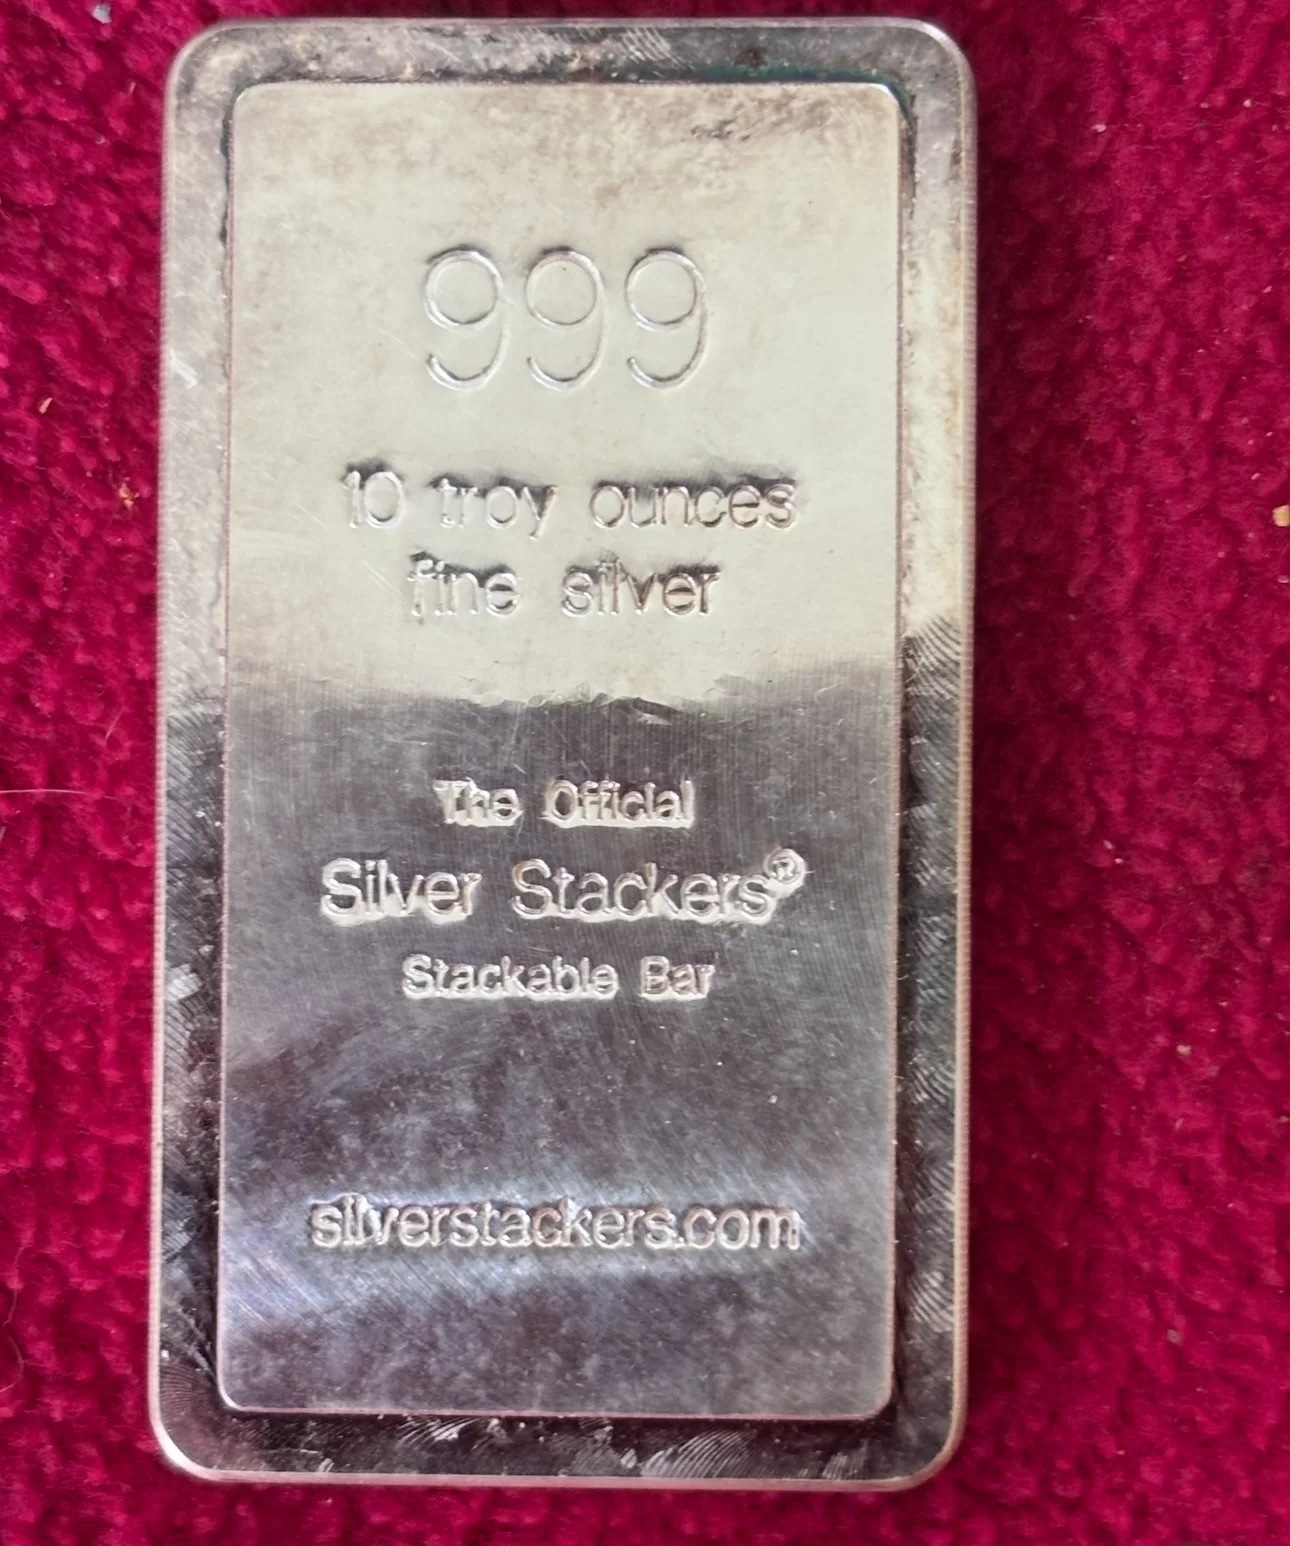 999
10 troy ounces
fine silver
The Official
Silver Stackers®
Stackable Bar
silverstackers.com